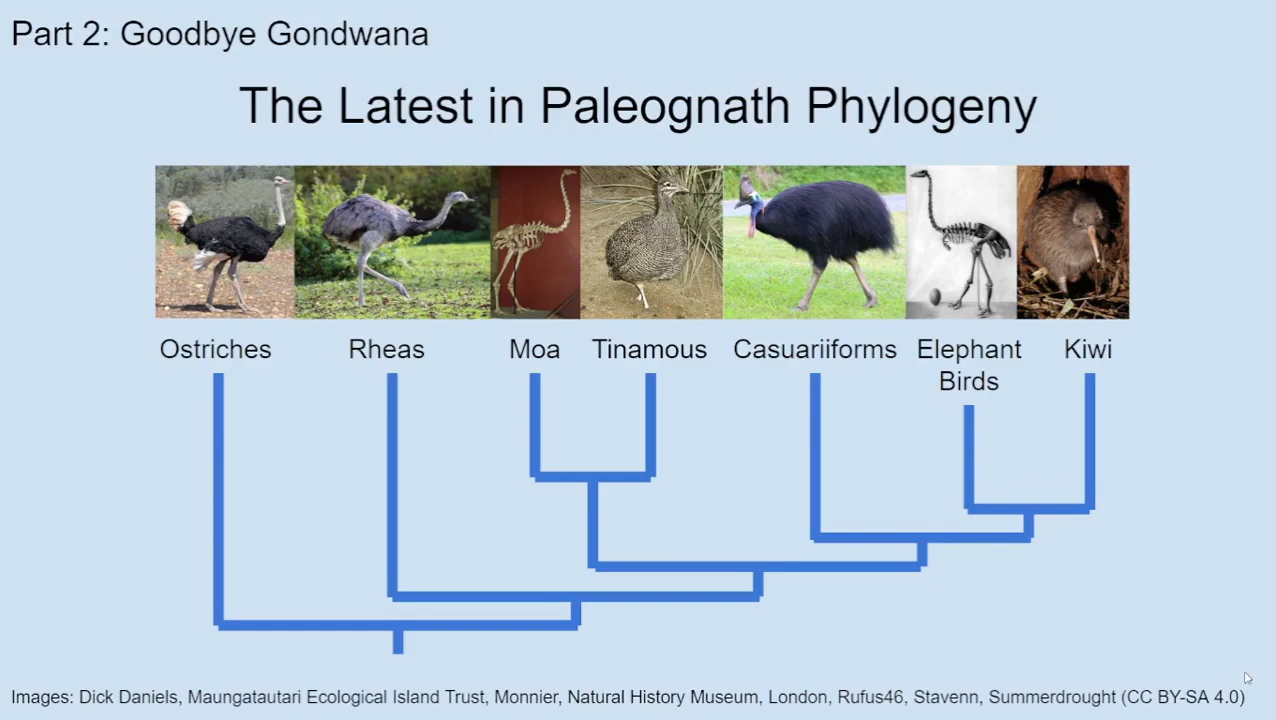 Part 2: Goodbye Gondwana
The Latest in Paleognath Phylogeny
Ostriches Rheas Moa Tinamous Casuariiforms Elephant Birds Kiwi
Images: Dick Daniels, Maungatautari Ecological Island Trust, Monnier, Natural History Museum, London, Rufus46, Stavenn, Summerdrought (CC BY-SA 4.0)